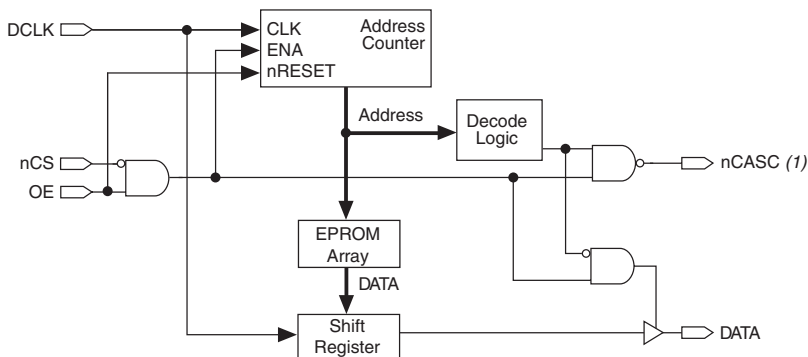 DCLK
CLK
Address
Counter
ENA
nRESET
Address
Decode
Logic
nCS
OE
nCASC (1)
EPROM
Array
DATA
Shift
Register
DATA